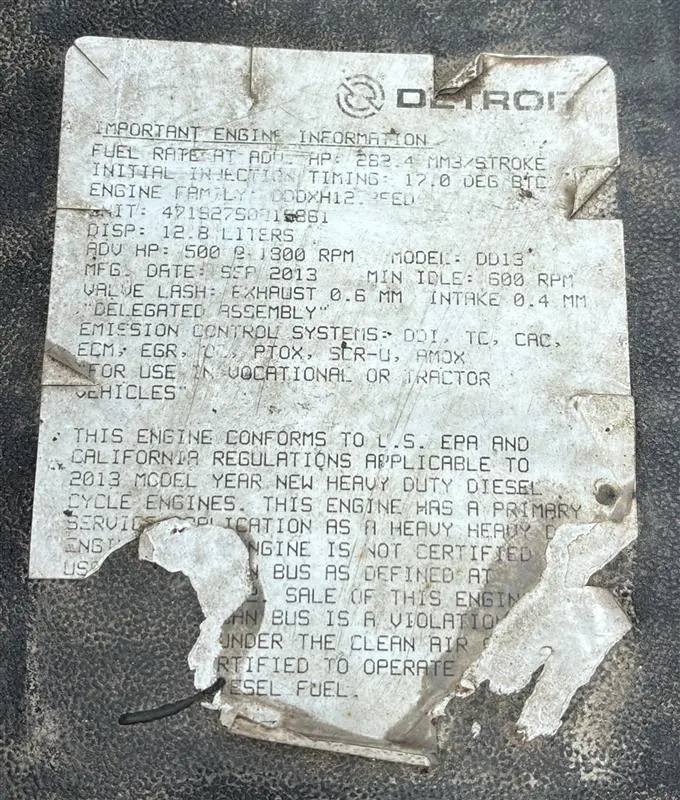 DETROIT
IMPORTANT ENGINE INFORMATION
FUEL RATE AT ADV. HP: 282.4 MM3/STROKE
INITIAL INJECTION TIMING: 17.0 DEG BTC
ENGINE FAMILY:
UNIT:
DISP: 12.8 LITERS
ADV HP: 500 @ 1800 RPM MODEL: DD13
MFG. DATE: SEP 2013 MIN IDLE: 600 RPM
VALVE LASH: EXHAUST 0.6 MM INTAKE 0.4 MM
"DELEGATED ASSEMBLY"
EMISSION CONTROL SYSTEMS: DDI, TC, CAC,
ECM, EGR, PTOX, SCR-U, AMOX
"FOR USE IN VOCATIONAL OR TRACTOR
VEHICLES"
THIS ENGINE CONFORMS TO U.S. EPA AND
CALIFORNIA REGULATIONS APPLICABLE TO
2013 MODEL YEAR NEW HEAVY DUTY DIESEL
CYCLE ENGINES. THIS ENGINE HAS A PRIMARY
SERVICE APPLICATION AS A HEAVY HEAVY
ENGINE IS NOT CERTIFIED
BUS AS DEFINED AT
SALE OF THIS ENGIN
BUS IS A VIOLATION
UNDER THE CLEAN AIR
RTIFIED TO OPERATE
ESEL FUEL.